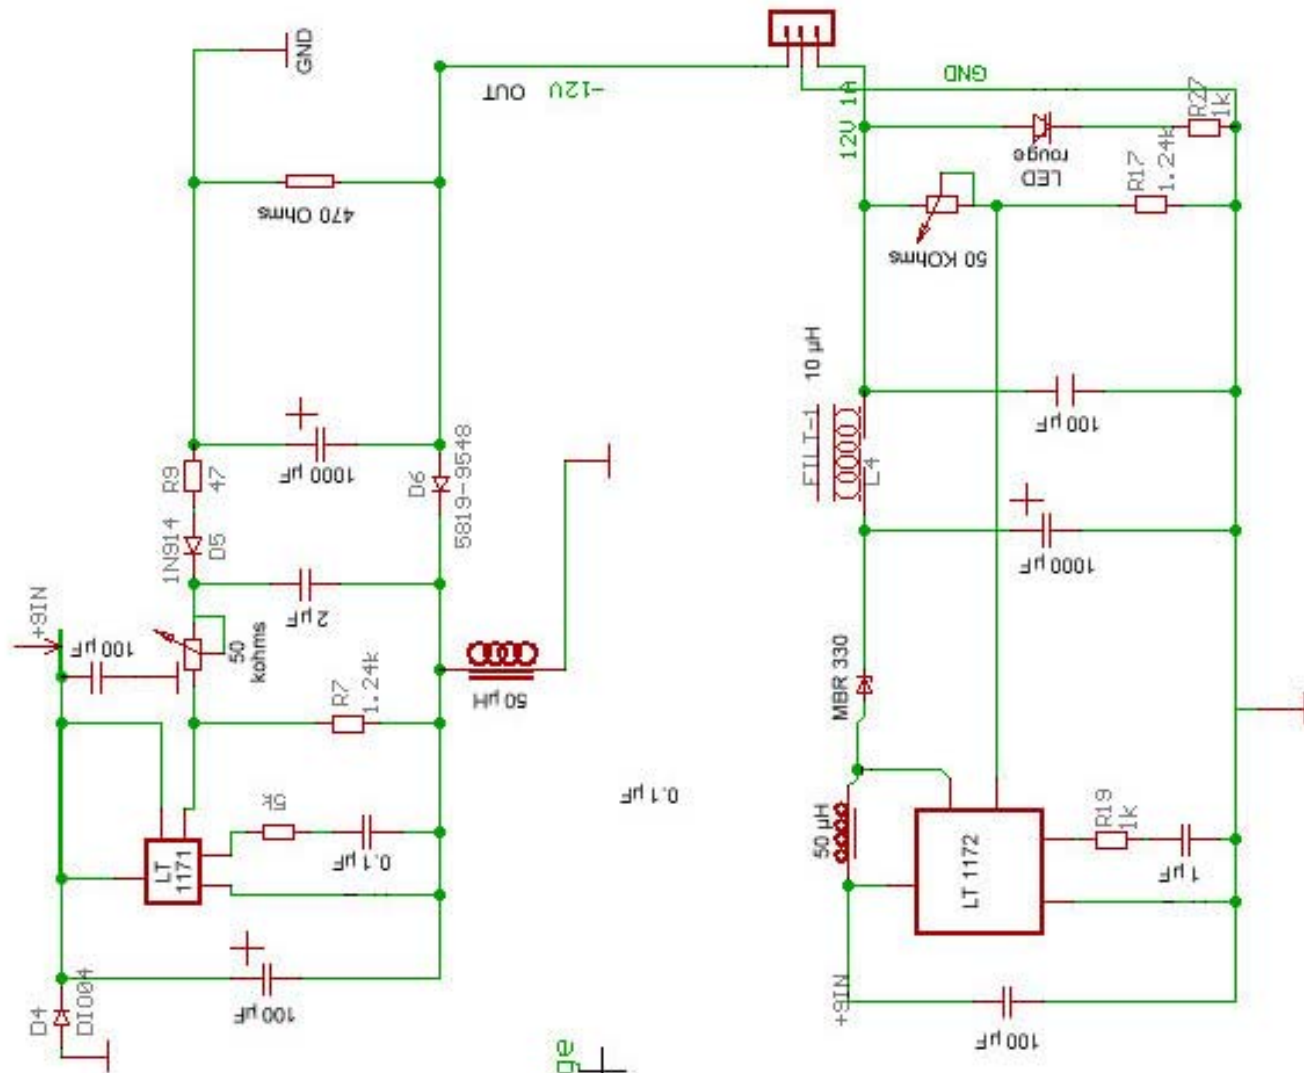 GND
OUT
-12V
GND
12V 1A
R27
1k
LED
rouge
R17
1.24k
470 Ohms
50 KOhms
10 µH
FILT-1
L4
100 µF
R9
47
1000 µF
D6
5819-9548
1N914
D5
1000 µF
2 µF
+9IN
100 µF
50
kohms
R7
1.24k
50 µH
MBR 330
0.1 µF
5k
0.1 µF
LT
1171
50 µH
LT 1172
R19
1k
1 µF
D4
DIO04
100 µF
+9IN
100 µF
ge